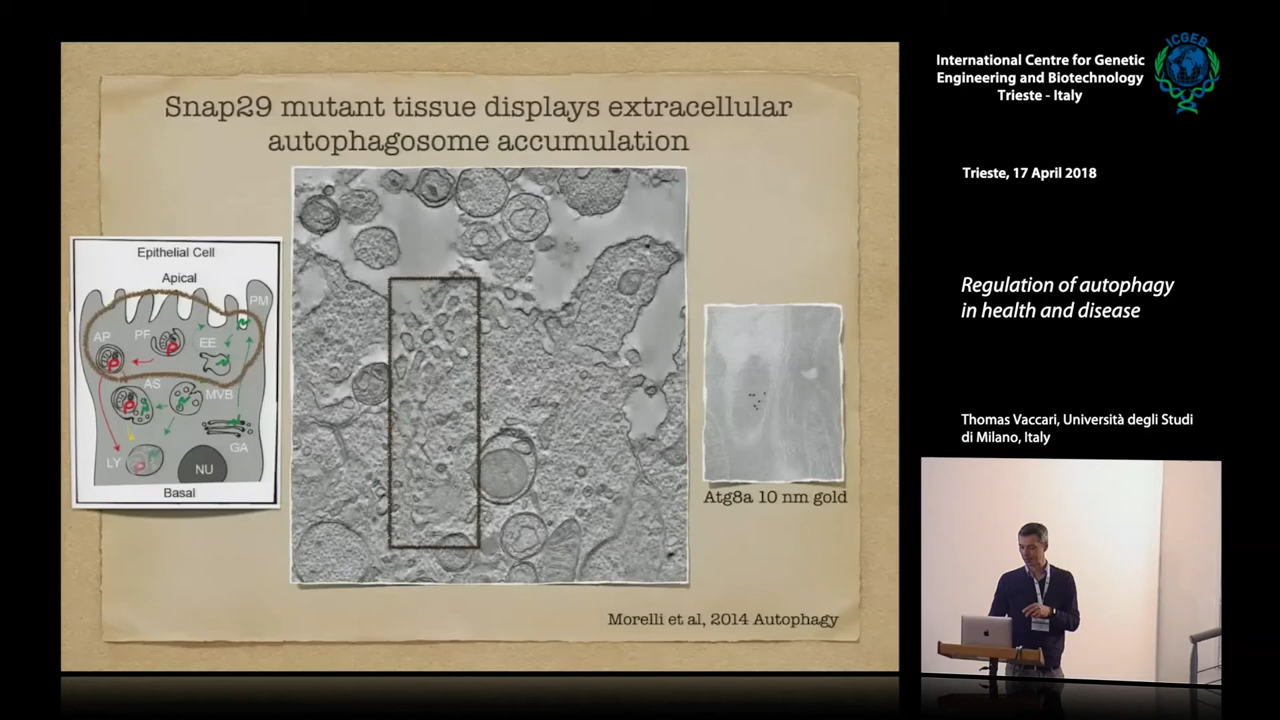 Snap29 mutant tissue displays extracellular
autophagosome accumulation
Epithelial Cell
Apical
PM
AP
PF
EE
AS
MVB
GA
LY
NU
Basal
Atg8a 10 nm gold
Morelli et al, 2014 Autophagy
ICGEB
International Centre for Genetic
Engineering and Biotechnology
Trieste - Italy
Trieste, 17 April 2018
Regulation of autophagy
in health and disease
Thomas Vaccari, Università degli Studi
di Milano, Italy